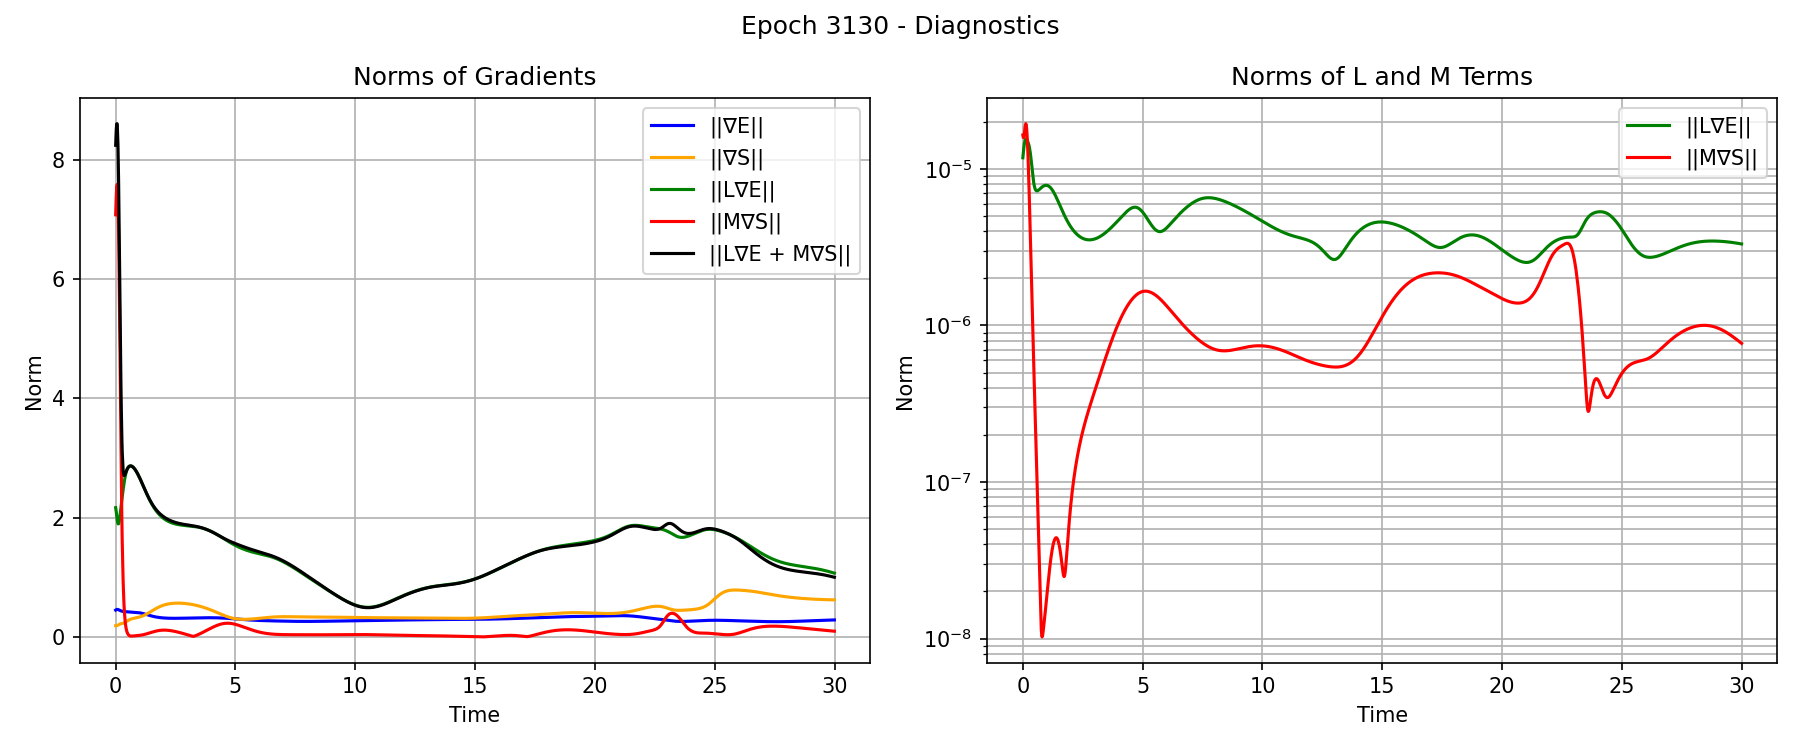 Epoch 3130 - Diagnostics
Norms of Gradients
Norm
8
6
4
2
0
||∇E||
||∇S||
||L∇E||
||M∇S||
||L∇E + M∇S||
0 5 10 15 20 25 30
Time
Norms of L and M Terms
Norm
10⁻⁵
10⁻⁶
10⁻⁷
10⁻⁸
||L∇E||
||M∇S||
0 5 10 15 20 25 30
Time